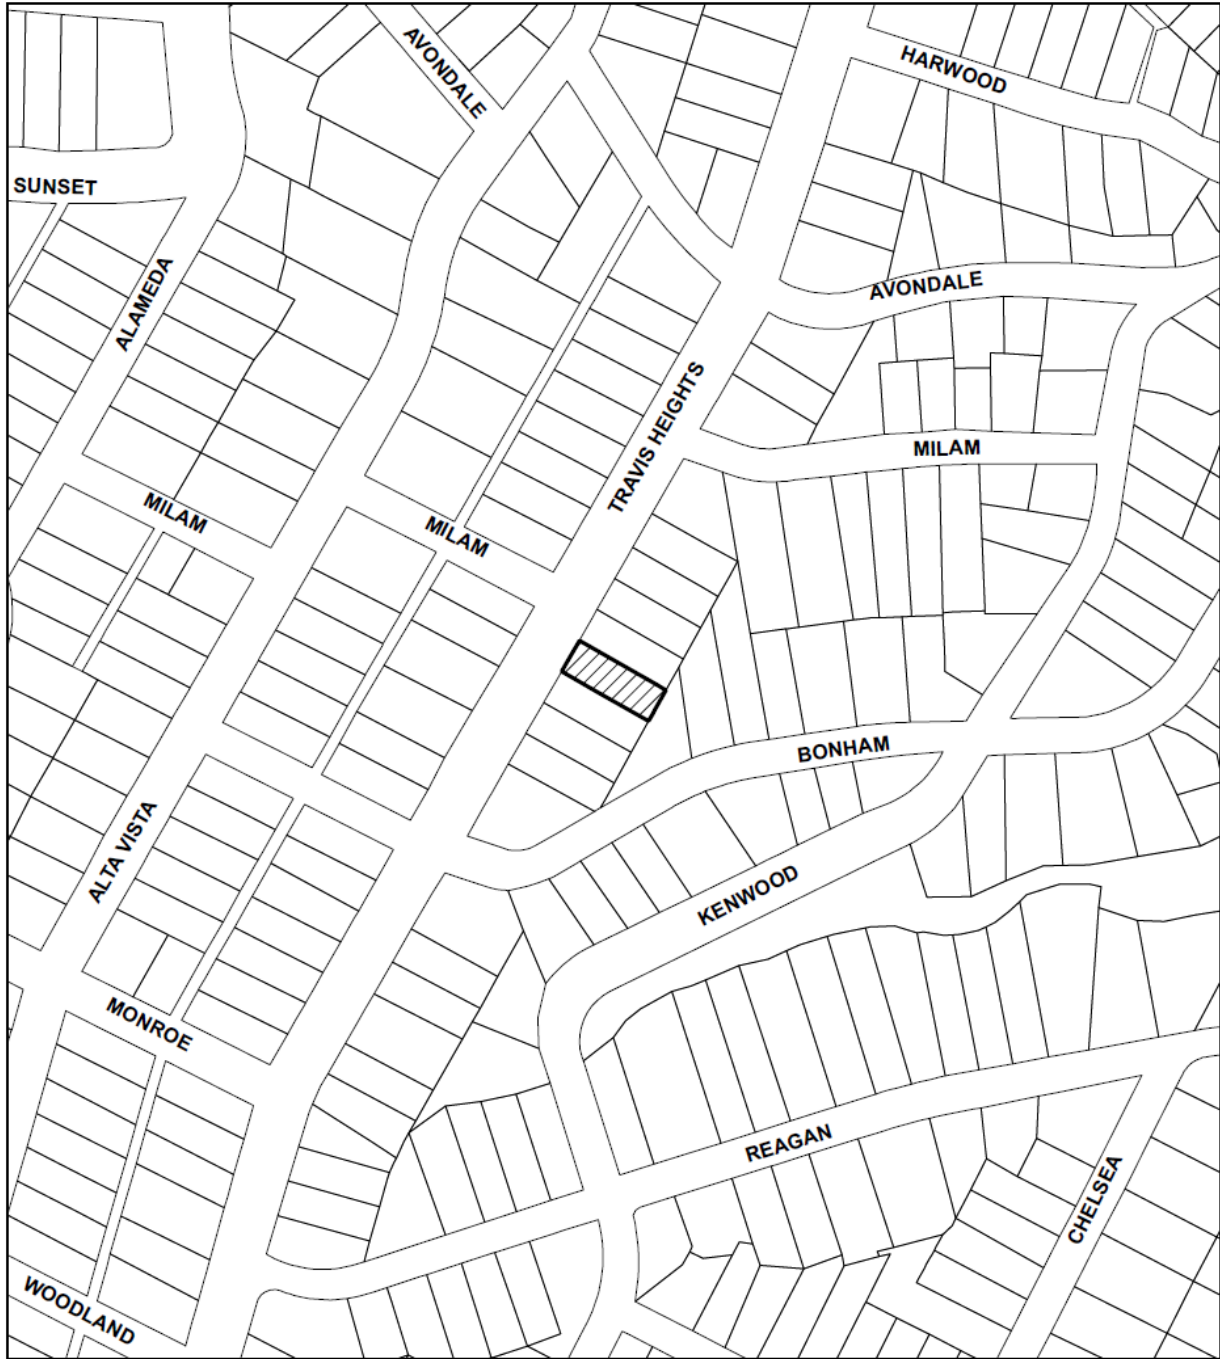 AVONDALE
HARWOOD
SUNSET
ALAMEDA
AVONDALE
TRAVIS HEIGHTS
MILAM
MILAM
MILAM
BONHAM
ALTA VISTA
KENWOOD
MONROE
REAGAN
CHELSEA
WOODLAND